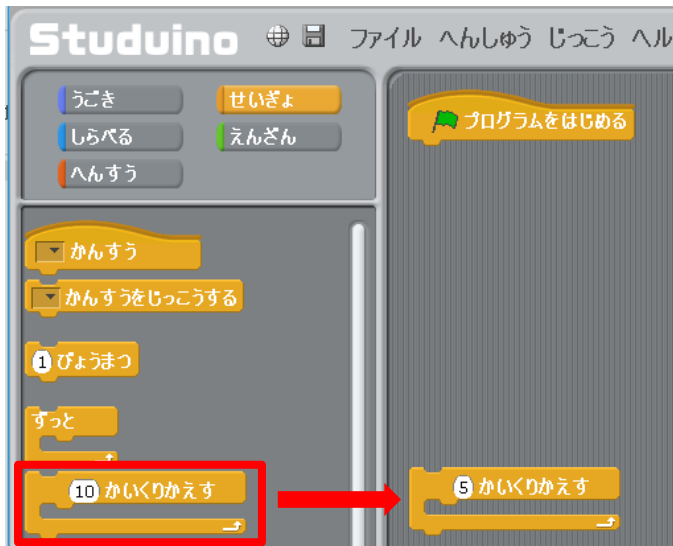 Studuino ファイル へんしゅう じっこう ヘル
うごき せいぎょ
しらべる えんざん
へんすう
プログラムをはじめる
かんすう
かんすうをじっこうする
1 びょうまつ
ずっと
10 かいくりかえす
5 かいくりかえす